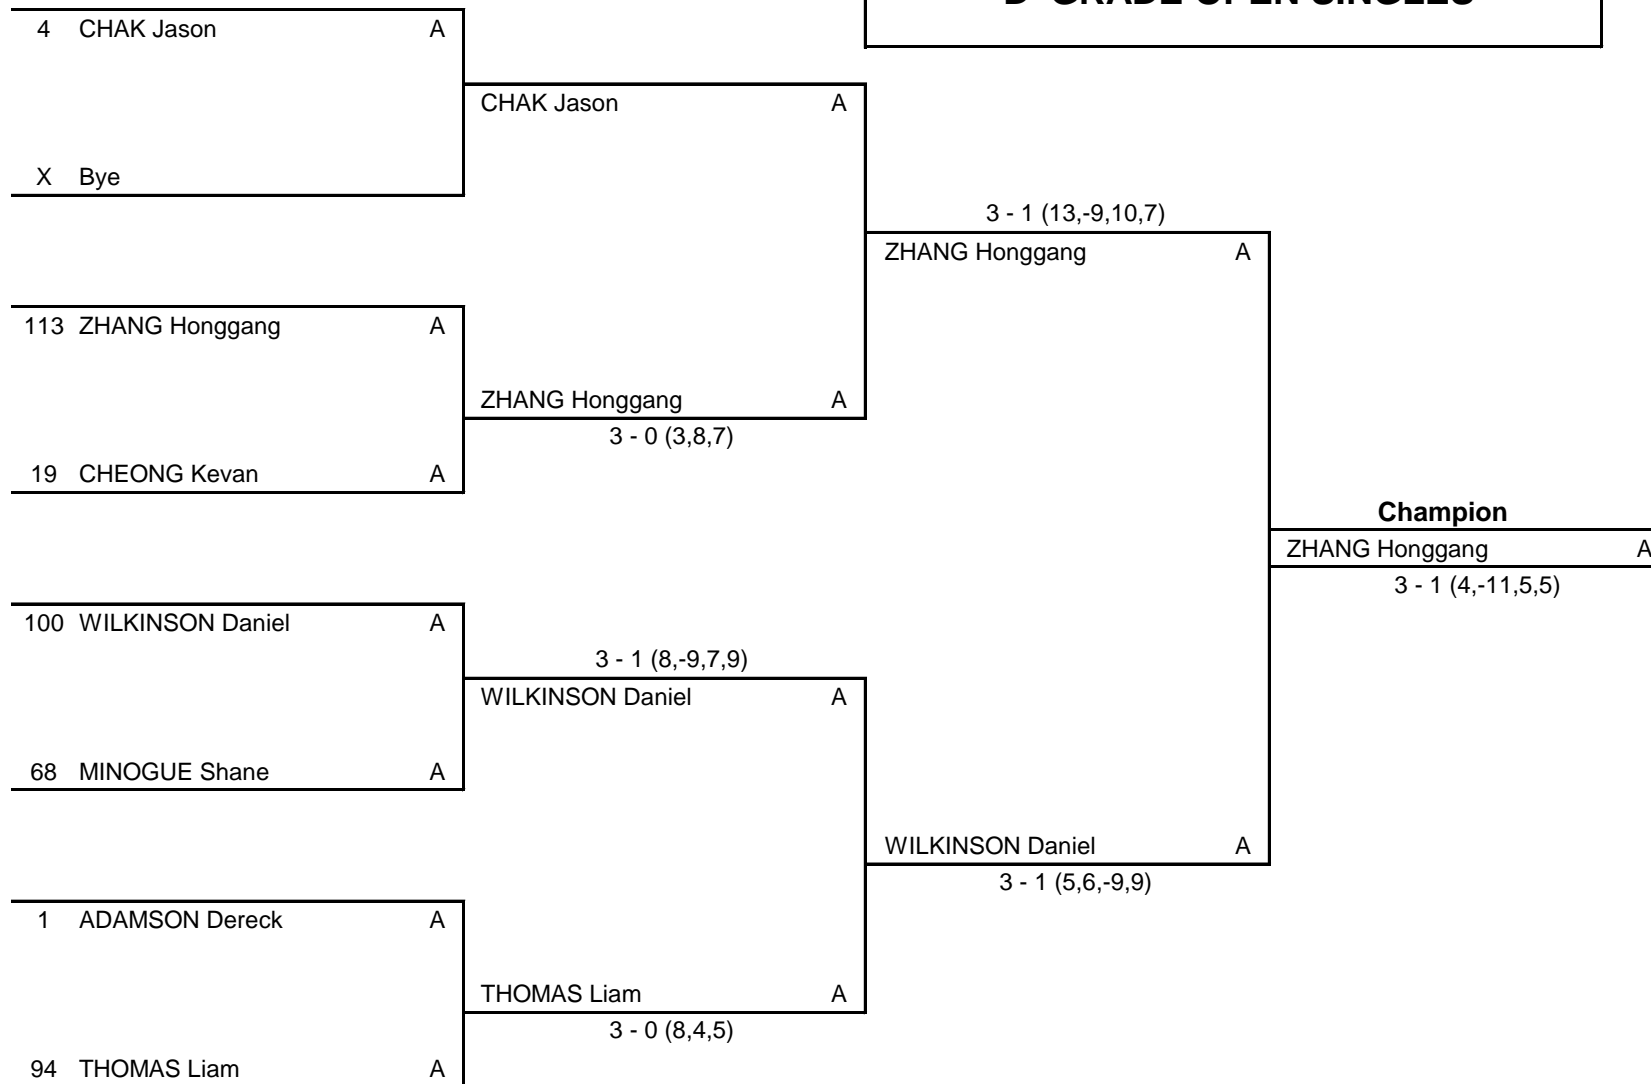 GRADE OPEN SINGLES
4 CHAK Jason A
CHAK Jason A
X Bye
3 - 1 (13,-9,10,7)
ZHANG Honggang A
113 ZHANG Honggang A
ZHANG Honggang A
3 - 0 (3,8,7)
19 CHEONG Kevan A
Champion
ZHANG Honggang A
3 - 1 (4,-11,5,5)
100 WILKINSON Daniel A
3 - 1 (8,-9,7,9)
WILKINSON Daniel A
68 MINOGUE Shane A
WILKINSON Daniel A
3 - 1 (5,6,-9,9)
1 ADAMSON Dereck A
THOMAS Liam A
3 - 0 (8,4,5)
94 THOMAS Liam A